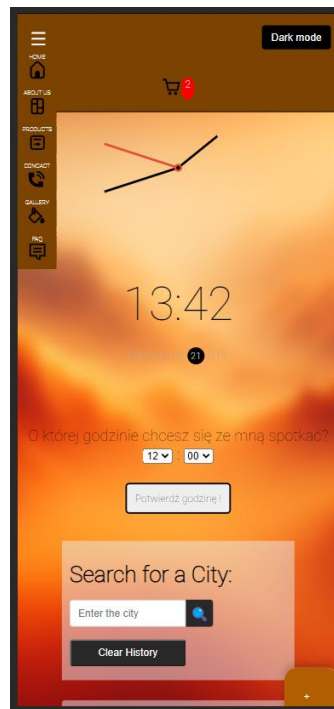 Dark mode
HOME
2
ABOUT US
PRODUCTS
CONTACT
GALLERY
FAQ
13:42
21
O której godzinie chcesz się ze mną spotkać?
12 : 00
Potwierdź godzinę !
Search for a City:
Enter the city
Clear History
+